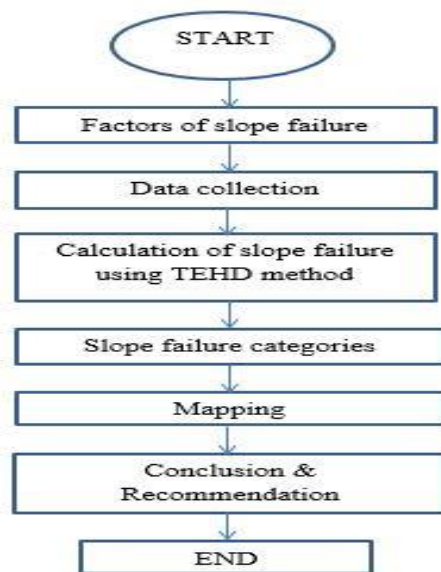 START
Factors of slope failure
Data collection
Calculation of slope failure
using TEHD method
Slope failure categories
Mapping
Conclusion &
Recommendation
END